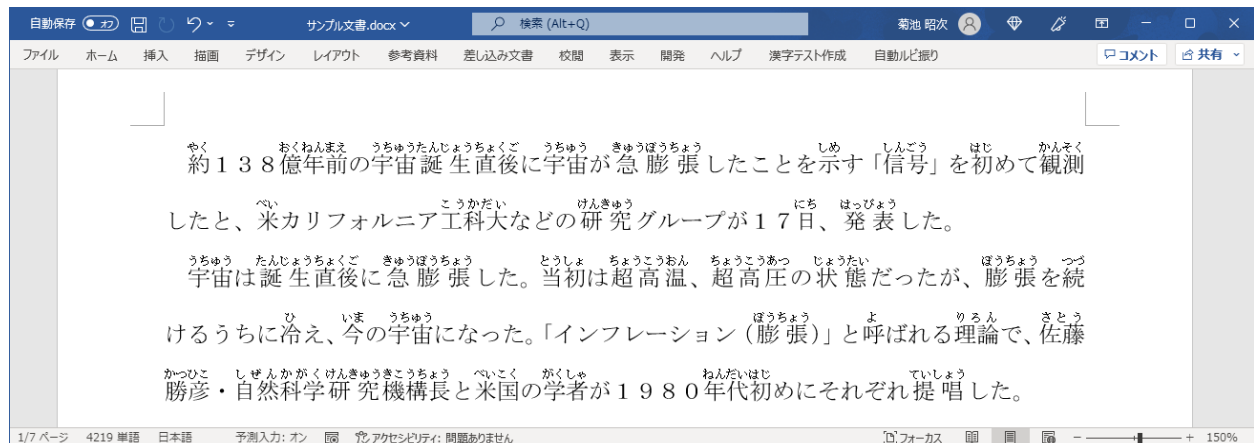 自動保存 オフ サンプル文書.docx 検索 (Alt+Q) 菊池 昭次
ファイル ホーム 挿入 描画 デザイン レイアウト 参考資料 差し込み文書 校閲 表示 開発 ヘルプ 漢字テスト作成 自動ルビ振り コメント 共有
やく おくねんまえ うちゅうたんじょうちょくご うちゅう きゅうぼうちょう しめ しんごう はじ かんそく
約138億年前の宇宙誕生直後に宇宙が急膨張したことを示す「信号」を初めて観測
べい こうかだい けんきゅう にち はっぴょう
したと、米カリフォルニア工科大などの研究グループが17日、発表した。
うちゅう たんじょうちょくご きゅうぼうちょう とうしょ ちょうこうおん ちょうこうあつ じょうたい ぼうちょう つづ
宇宙は誕生直後に急膨張した。当初は超高温、超高圧の状態だったが、膨張を続
ひ いま うちゅう ぼうちょう よ りろん さとう
けるうちに冷え、今の宇宙になった。「インフレーション(膨張)」と呼ばれる理論で、佐藤
かつひこ しぜんかがくけんきゅうきこうちょう べいこく がくしゃ ねんだいはじ ていしょう
勝彦・自然科学研究機構長と米国の学者が1980年代初めにそれぞれ提唱した。
1/7 ページ 4219 単語 日本語 予測入力: オン アクセシビリティ: 問題ありません フォーカス 150%